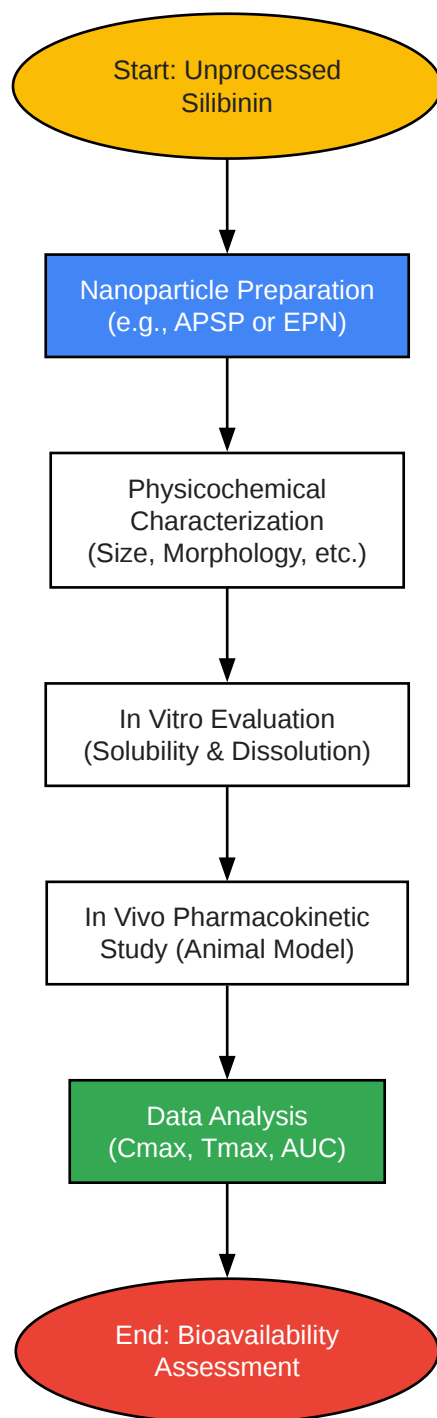 Start: Unprocessed
Silibinin
Nanoparticle Preparation
(e.g., APSP or EPN)
Physicochemical
Characterization
(Size, Morphology, etc.)
In Vitro Evaluation
(Solubility & Dissolution)
In Vivo Pharmacokinetic
Study (Animal Model)
Data Analysis
(Cmax, Tmax, AUC)
End: Bioavailability
Assessment